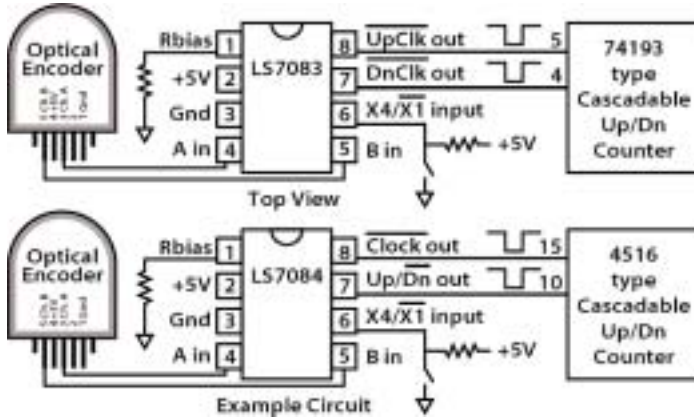 Optical
Encoder
Rbias 1
+5V 2
Gnd 3
A in 4
LS7083
8 UpClk out 5
7 DnClk out 4
6 X4/X1 input
5 B in
+5V
74193
type
Cascadable
Up/Dn
Counter
Top View
Optical
Encoder
Rbias 1
+5V 2
Gnd 3
A in 4
LS7084
8 Clock out 15
7 Up/Dn out 10
6 X4/X1 input
5 B in
+5V
4516
type
Cascadable
Up/Dn
Counter
Example Circuit